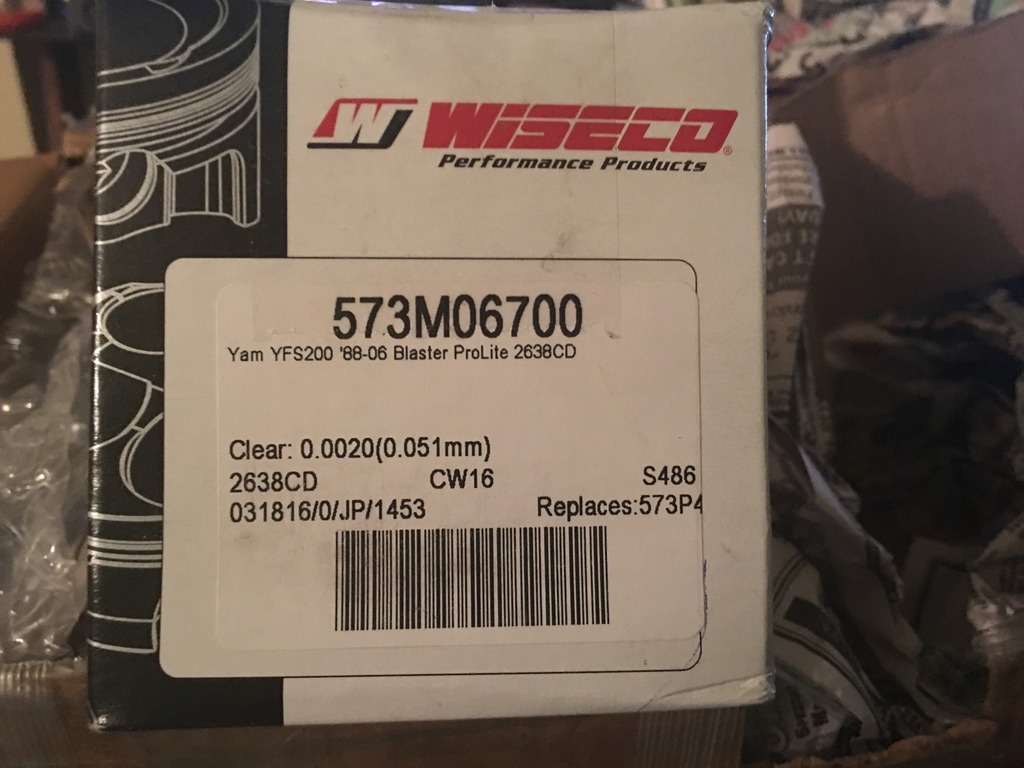 W WISECO®
Performance Products
573M06700
Yam YFS200 '88-06 Blaster ProLite 2638CD
Clear: 0.0020(0.051mm)
2638CD CW16 S486
031816/0/JP/1453 Replaces:573P4